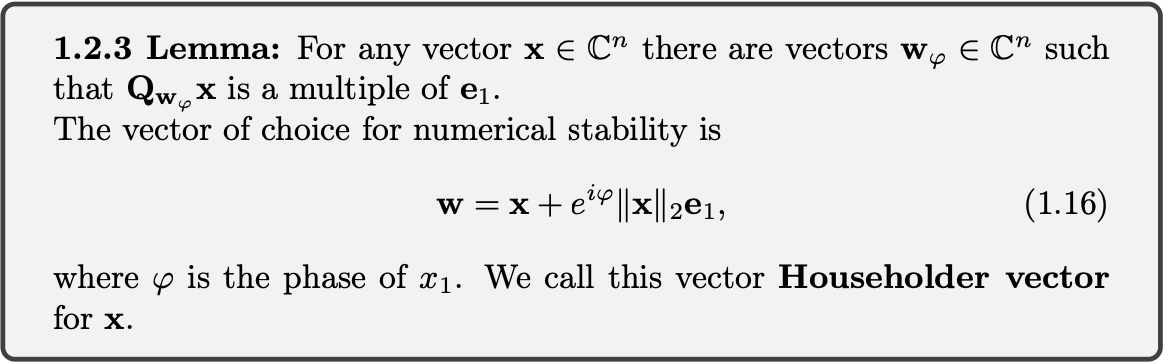 1.2.3 Lemma: For any vector x ∈ ℂⁿ there are vectors w_φ ∈ ℂⁿ such
that Q_{w_φ} x is a multiple of e₁.
The vector of choice for numerical stability is
w = x + e^{iφ}‖x‖₂e₁, (1.16)
where φ is the phase of x₁. We call this vector Householder vector
for x.